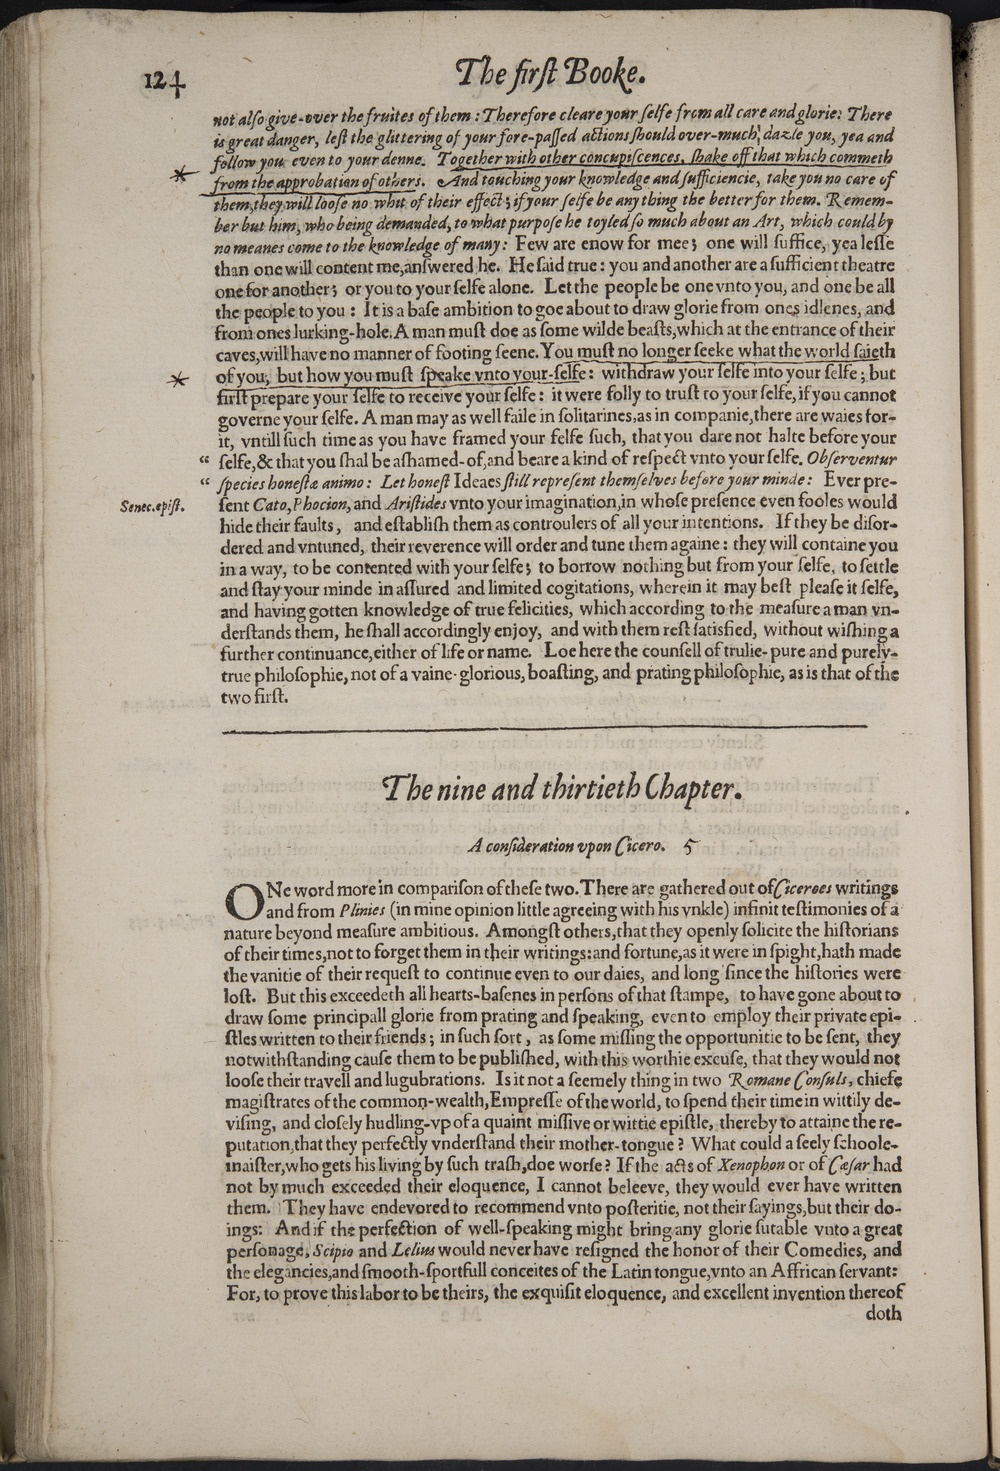 124
The firſt Booke.
not alſo give-over the fruites of them: Therefore cleare your ſelfe from all care and glorie: There
is great danger, leſt the glittering of your fore-paſſed actions ſhould over-much dazle you, yea and
follow you even to your denne. Together with other concupiſcences, ſhake off that which commeth
from the approbation of others. And touching your knowledge and ſufficiencie, take you no care of
them, they will looſe no whit of their effect; if your ſelfe be any thing the better for them. Remem-
ber but him, who being demanded, to what purpoſe he toyled ſo much about an Art, which could by
no meanes come to the knowledge of many: Few are enow for mee; one will ſuffice, yea leſſe
than one will content me, anſwered he. He ſaid true: you and another are a ſufficient theatre
one for another; or you to your ſelfe alone. Let the people be one vnto you, and one be all
the people to you: It is a baſe ambition to goe about to draw glorie from ones idlenes, and
from ones lurking-hole. A man muſt doe as ſome wilde beaſts, which at the entrance of their
caves, will have no manner of footing ſeene. You muſt no longer ſeeke what the world ſaieth
of you, but how you muſt ſpeake vnto your-ſelfe: withdraw your ſelfe into your ſelfe; but
firſt prepare your ſelfe to receive your ſelfe: it were folly to truſt to your ſelfe, if you cannot
governe your ſelfe. A man may as well faile in ſolitarines, as in companie, there are waies for-
it, vntill ſuch time as you have framed your ſelfe ſuch, that you dare not halte before your
“ ſelfe, & that you ſhal be aſhamed-of, and beare a kind of reſpect vnto your ſelfe. Obſerventur
“ ſpecies honeſtæ animo: Let honeſt Ideaes ſtill repreſent themſelves before your minde: Ever pre-
Senec. epiſt.
ſent Cato, Phocion, and Ariſtides vnto your imagination, in whoſe preſence even fooles would
hide their faults, and eſtabliſh them as controulers of all your intentions. If they be diſor-
dered and vntuned, their reverence will order and tune them againe: they will containe you
in a way, to be contented with your ſelfe; to borrow nothing but from your ſelfe, to ſettle
and ſtay your minde in aſſured and limited cogitations, wherein it may beſt pleaſe it ſelfe,
and having gotten knowledge of true felicities, which according to the meaſure a man vn-
derſtands them, he ſhall accordingly enjoy, and with them reſt ſatisfied, without wiſhing a
further continuance, either of life or name. Loe here the counſell of trulie-pure and purely-
true philoſophie, not of a vaine-glorious, boaſting, and prating philoſophie, as is that of the
two firſt.
The nine and thirtieth Chapter.
A conſideration vpon Cicero. 5
ONe word more in compariſon of theſe two. There are gathered out of Ciceroes writings
and from Plinies (in mine opinion little agreeing with his vnkle) infinit teſtimonies of a
nature beyond meaſure ambitious. Amongſt others, that they openly ſolicite the hiſtorians
of their times, not to forget them in their writings: and fortune, as it were in ſpight, hath made
the vanitie of their requeſt to continue even to our daies, and long ſince the hiſtories were
loſt. But this exceedeth all hearts-baſenes in perſons of that ſtampe, to have gone about to
draw ſome principall glorie from prating and ſpeaking, even to employ their private epi-
ſtles written to their friends; in ſuch ſort, as ſome miſſing the opportunitie to be ſent, they
notwithſtanding cauſe them to be publiſhed, with this worthie excuſe, that they would not
looſe their travell and lugubrations. Is it not a ſeemely thing in two Romane Conſuls, chiefe
magiſtrates of the common-wealth, Empreſſe of the world, to ſpend their time in wittily de-
viſing, and cloſely hudling-vp of a quaint miſſive or wittie epiſtle, thereby to attaine the re-
putation, that they perfectly vnderſtand their mother-tongue? What could a ſeely ſchoole-
maiſter, who gets his living by ſuch traſh, doe worſe? If the acts of Xenophon or of Cæſar had
not by much exceeded their eloquence, I cannot beleeve, they would ever have written
them. They have endevored to recommend vnto poſteritie, not their ſayings, but their do-
ings: And if the perfection of well-ſpeaking might bring any glorie ſutable vnto a great
perſonage, Scipio and Lelius would never have reſigned the honor of their Comedies, and
the elegancies, and ſmooth-ſportfull conceites of the Latin tongue, vnto an Affrican ſervant:
For, to prove this labor to be theirs, the exquiſit eloquence, and excellent invention thereof
doth